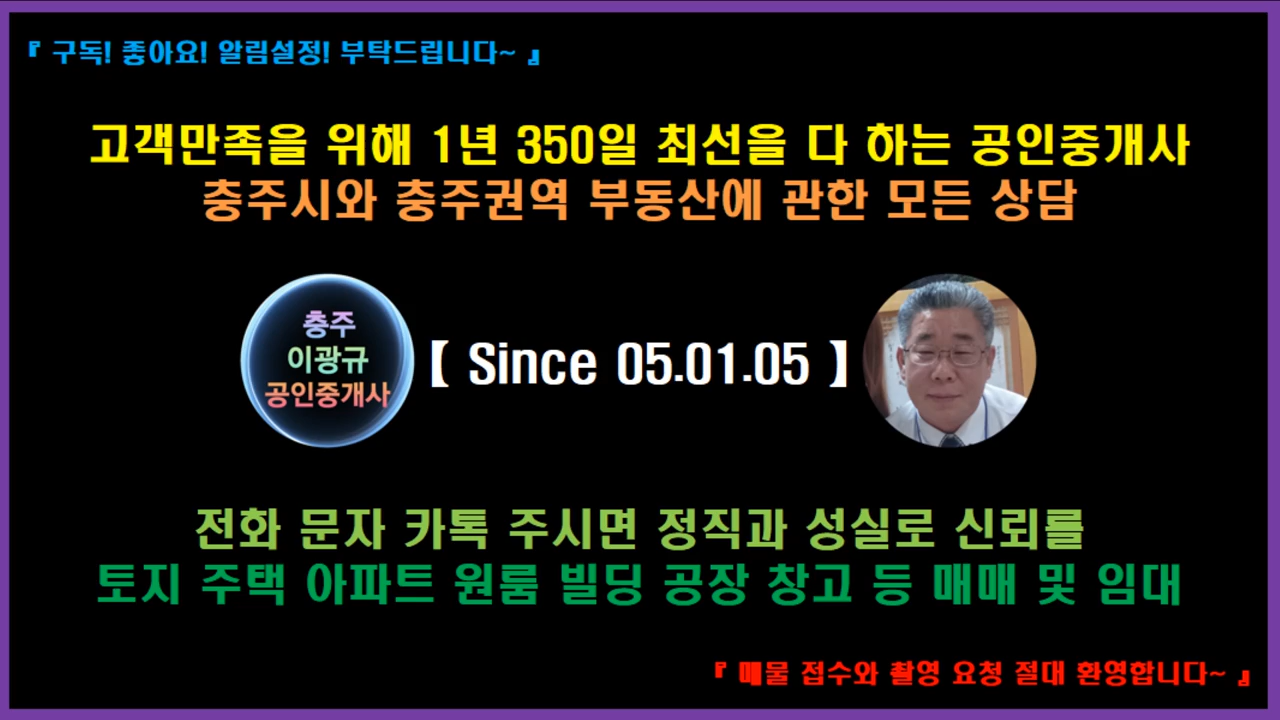 『 구독! 좋아요! 알림설정! 부탁드립니다~ 』
고객만족을 위해 1년 350일 최선을 다 하는 공인중개사
충주시와 충주권역 부동산에 관한 모든 상담
충주
이광규
공인중개사
【 Since 05.01.05 】
전화 문자 카톡 주시면 정직과 성실로 신뢰를
토지 주택 아파트 원룸 빌딩 공장 창고 등 매매 및 임대
『 매물 접수와 촬영 요청 절대 환영합니다~ 』